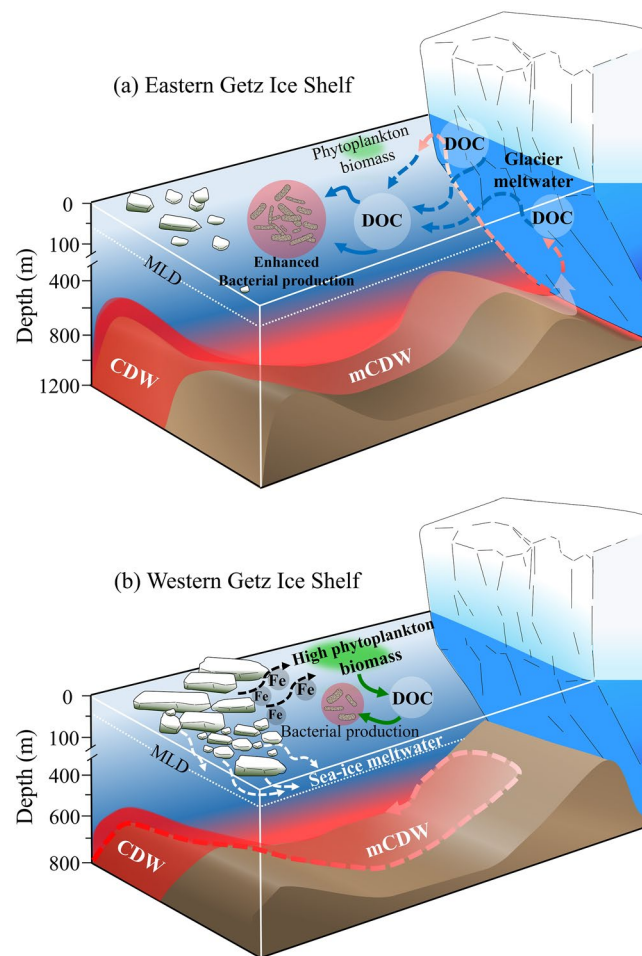 (a) Eastern Getz Ice Shelf
Phytoplankton
biomass
DOC
Glacier
meltwater
DOC
DOC
Enhanced
Bacterial production
0
100
400
800
1200
Depth (m)
MLD
CDW
mCDW
(b) Western Getz Ice Shelf
High phytoplankton
biomass
Fe
Fe
Fe
Fe
DOC
Bacterial production
Sea-ice meltwater
0
100
400
600
800
Depth (m)
MLD
CDW
mCDW